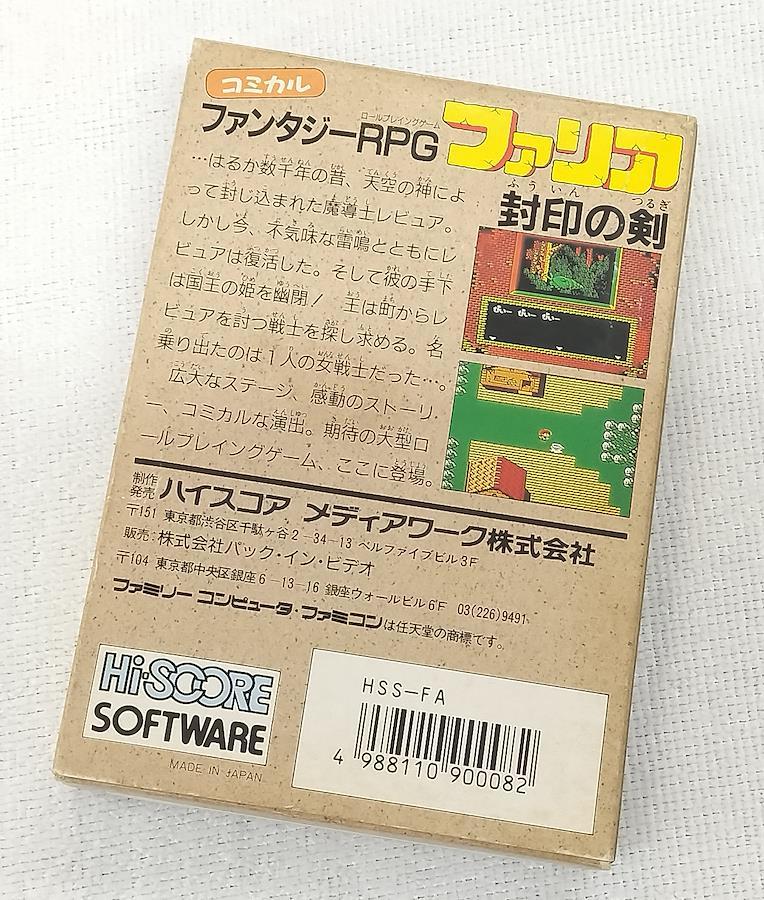 コミカル
ファンタジーRPG
ロールプレイングゲーム
ファリア
ふういん つるぎ
封印の剣
…はるか数千年の昔、天空の神によ
って封じ込まれた魔導士レビュア。
しかし今、不気味な雷鳴とともにレ
ビュアは復活した。そして彼の手下
は国王の姫を幽閉! 王は町からレ
ビュアを討つ戦士を探し求める。名
乗り出たのは1人の女戦士だった…。
広大なステージ、感動のストーリ
ー、コミカルな演出。期待の大型ロ
ールプレイングゲーム、ここに登場。
制作
発売 ハイスコア メディアワーク株式会社
〒151 東京都渋谷区千駄ヶ谷2-34-13 ベルファイブビル3F
販売:株式会社パック・イン・ビデオ
〒104 東京都中央区銀座6-13-16 銀座ウォールビル6F 03(226)9491
ファミリー コンピュータ・ファミコンは任天堂の商標です。
Hi-SCORE
SOFTWARE
MADE IN JAPAN
HSS-FA
4 988110 900082